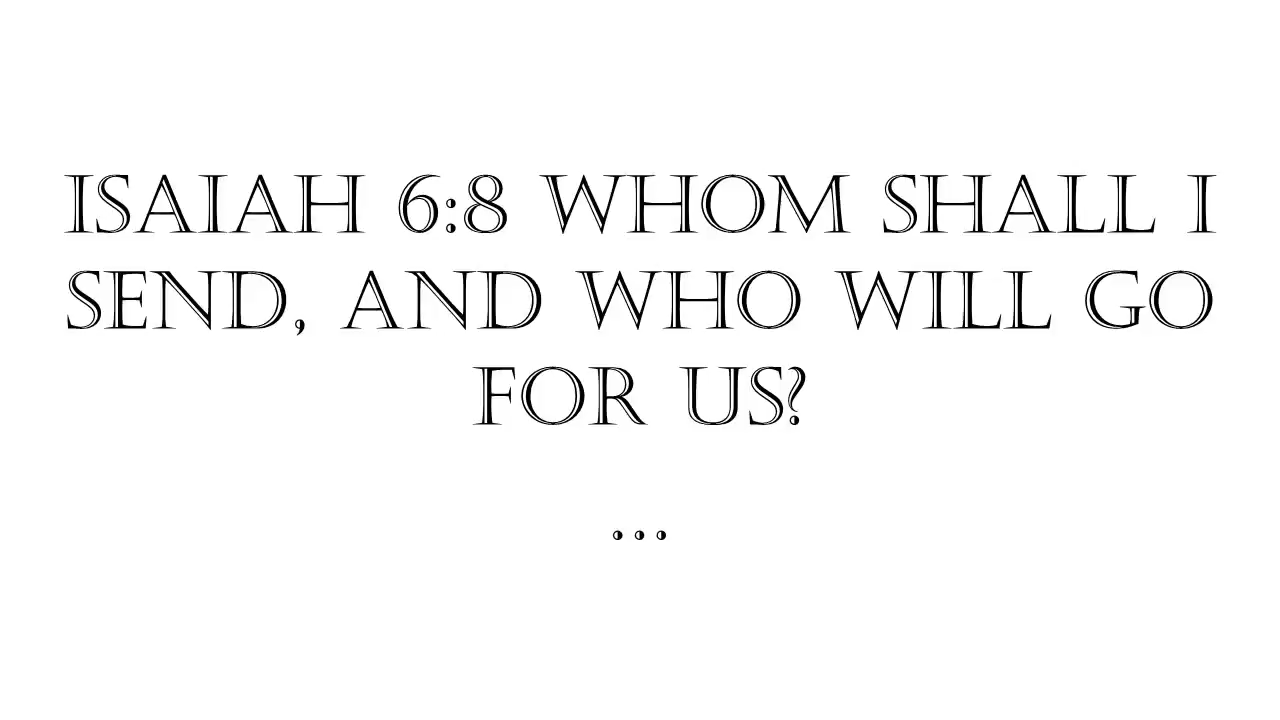 ISAIAH 6:8 WHOM SHALL I
SEND, AND WHO WILL GO
FOR US?
...